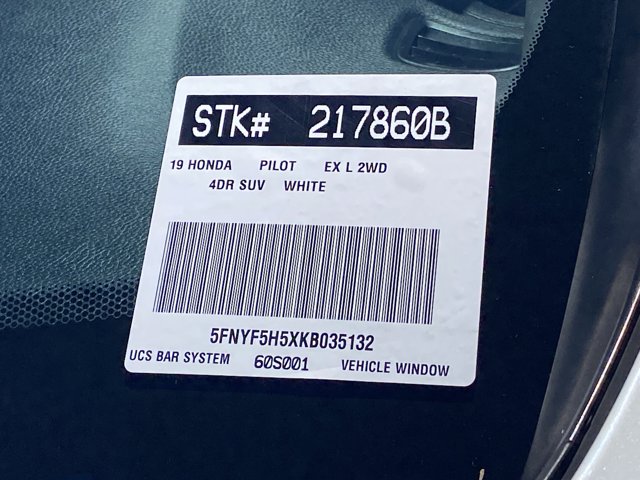 STK# 217860B
19 HONDA PILOT EX L 2WD
4DR SUV WHITE
5FNYF5H5XKB035132
UCS BAR SYSTEM 60S001 VEHICLE WINDOW